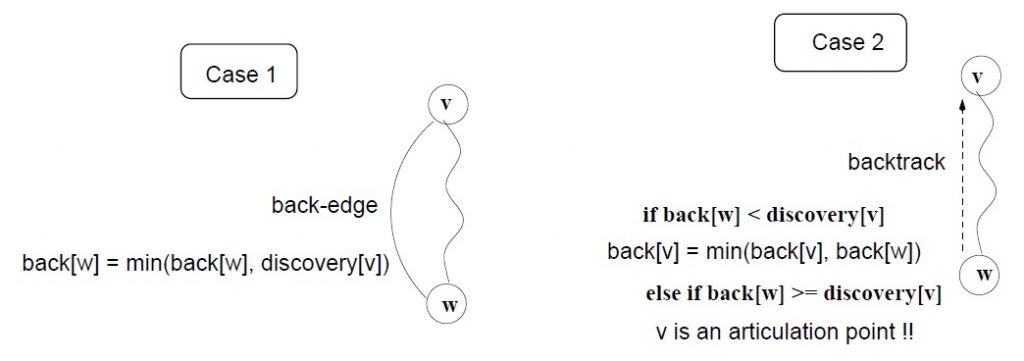 Case 1
v
back-edge
back[w] = min(back[w], discovery[v])
w
Case 2
v
backtrack
if back[w] < discovery[v]
back[v] = min(back[v], back[w])
w
else if back[w] >= discovery[v]
v is an articulation point !!